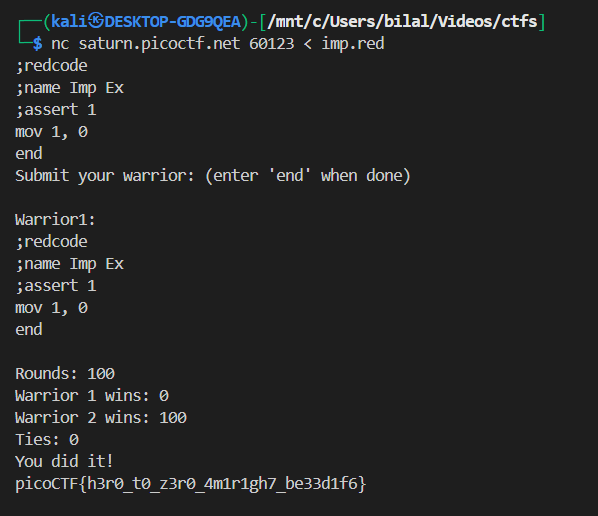 ┌──(kali㉿DESKTOP-GDG9QEA)-[/mnt/c/Users/bilal/Videos/ctfs]
└─$ nc saturn.picoctf.net 60123 < imp.red
;redcode
;name Imp Ex
;assert 1
mov 1, 0
end
Submit your warrior: (enter 'end' when done)

Warrior1:
;redcode
;name Imp Ex
;assert 1
mov 1, 0
end

Rounds: 100
Warrior 1 wins: 0
Warrior 2 wins: 100
Ties: 0
You did it!
picoCTF{h3r0_t0_z3r0_4m1r1gh7_be33d1f6}